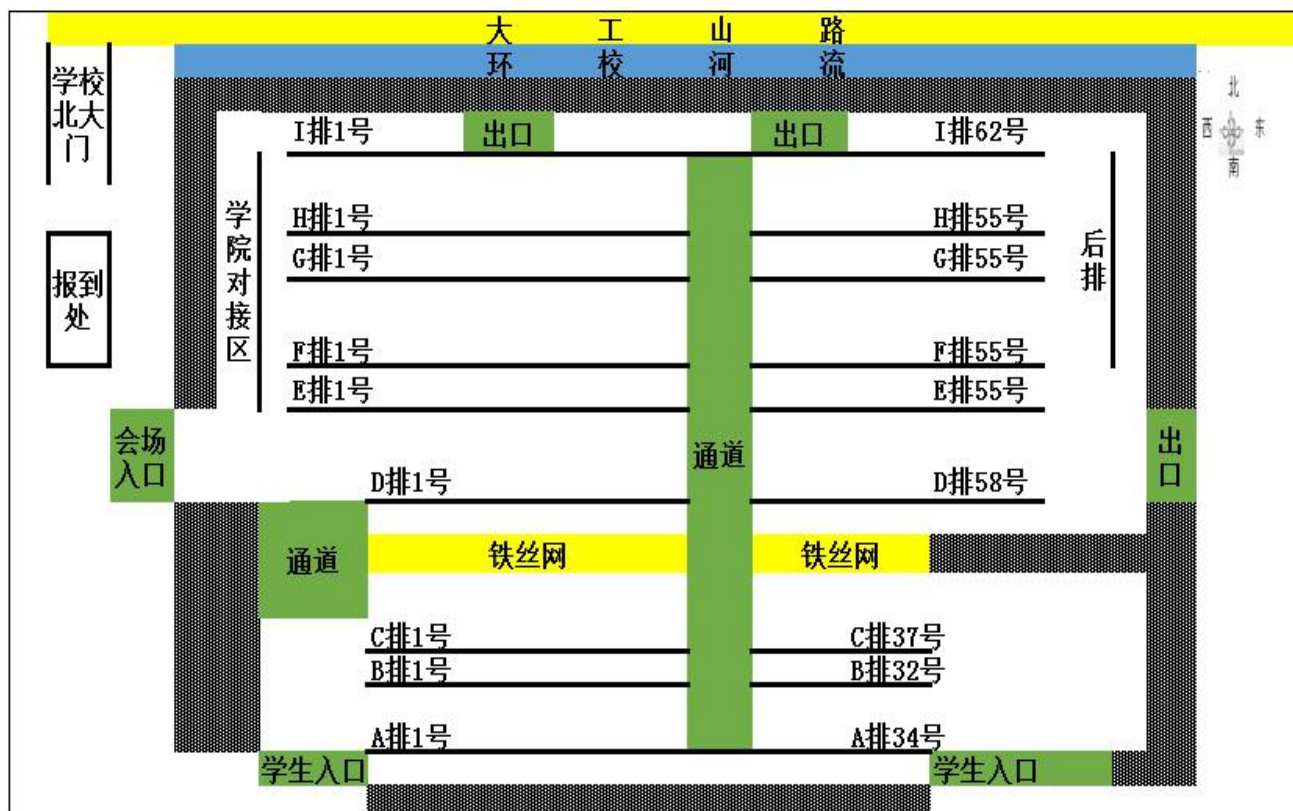 大工山路
环校河流
学校北大门
北
西 东
南
I排1号 出口 出口 I排62号
H排1号 H排55号
G排1号 G排55号
学院对接区
后排
报到处
F排1号 F排55号
E排1号 E排55号
会场入口
通道
出口
D排1号 D排58号
通道
铁丝网 铁丝网
C排1号 C排37号
B排1号 B排32号
A排1号 A排34号
学生入口 学生入口